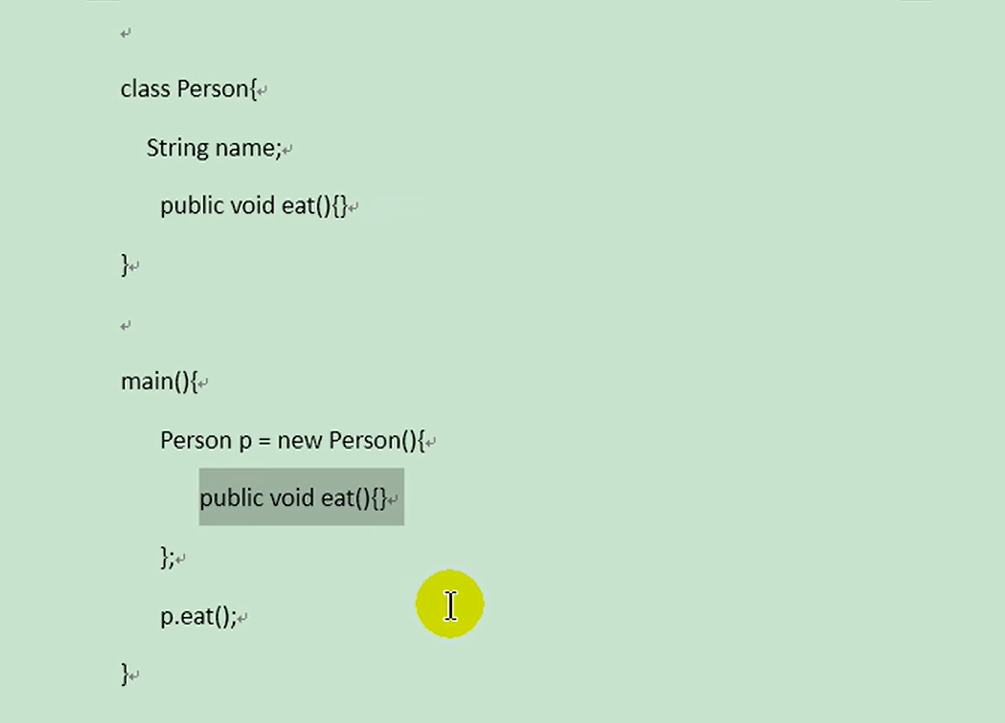 class Person{
String name;
public void eat(){}
}
main(){
Person p = new Person(){
public void eat(){}
};
p.eat();
}